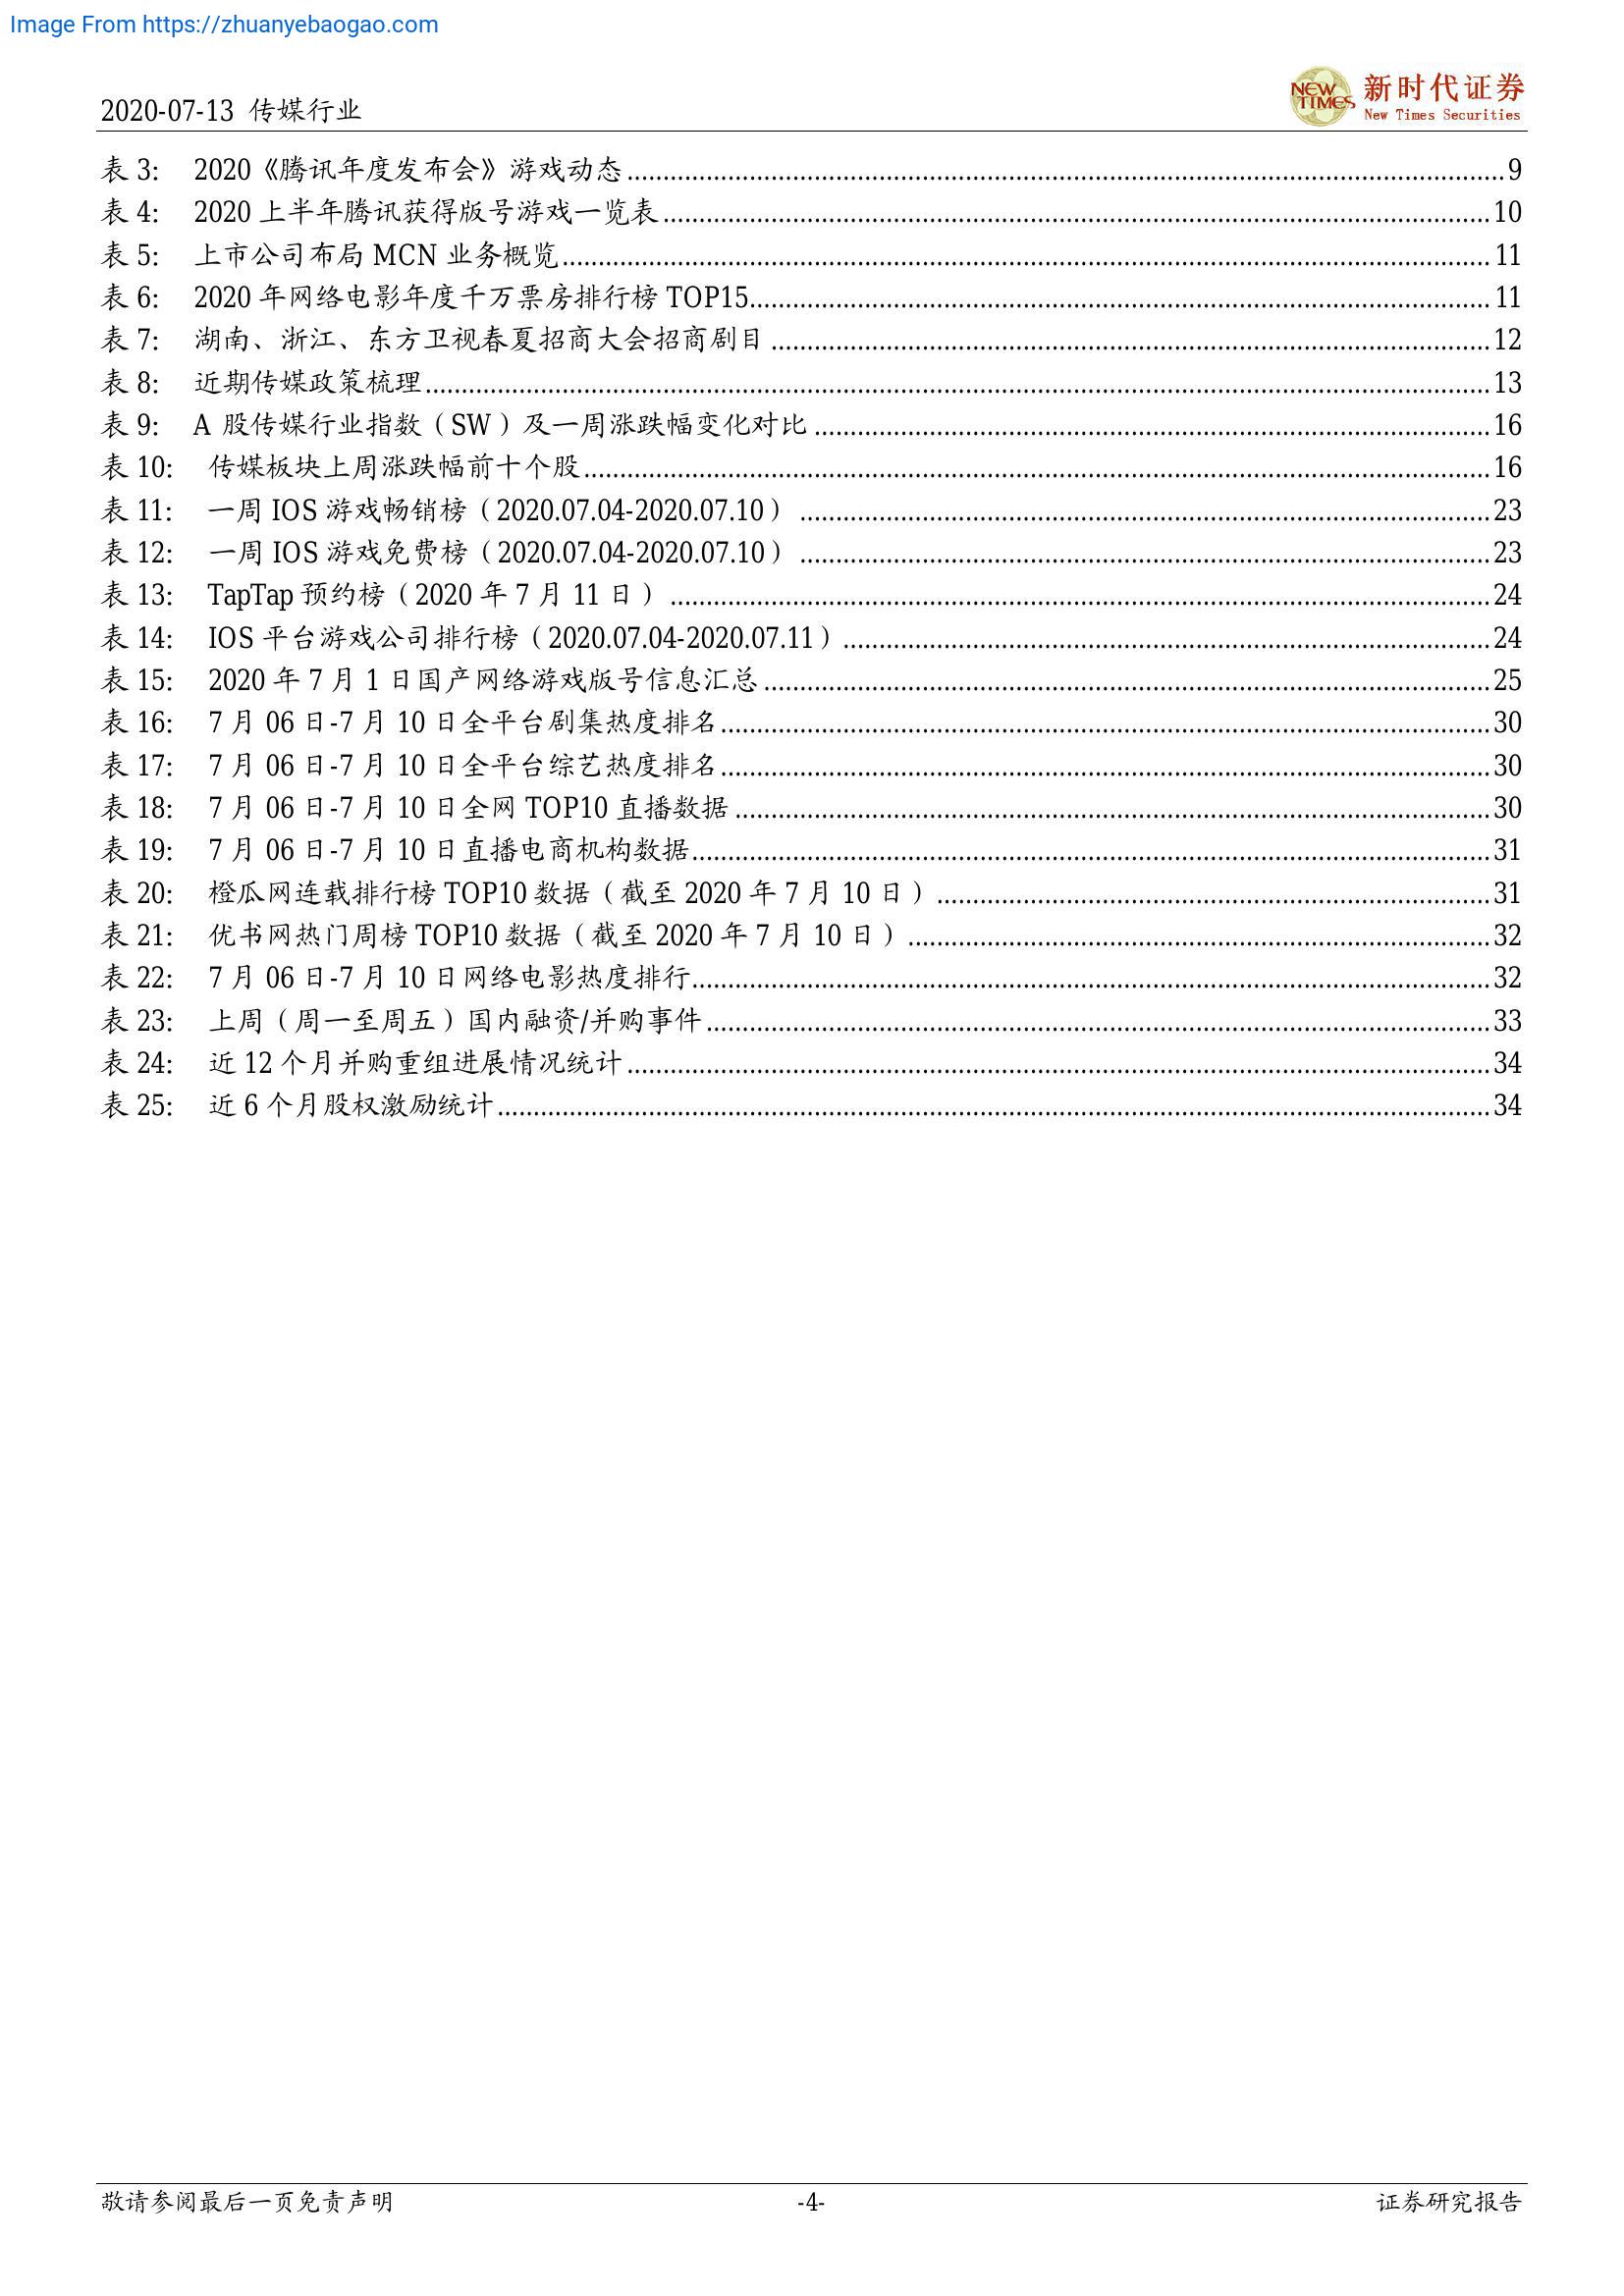 Image From https://zhuanyebaogao.com
2020-07-13 传媒行业
NEW TIMES 新时代证券
New Times Securities
表 3: 2020《腾讯年度发布会》游戏动态 9
表 4: 2020 上半年腾讯获得版号游戏一览表 10
表 5: 上市公司布局 MCN 业务概览 11
表 6: 2020 年网络电影年度千万票房排行榜 TOP15 11
表 7: 湖南、浙江、东方卫视春夏招商大会招商剧目 12
表 8: 近期传媒政策梳理 13
表 9: A 股传媒行业指数（SW）及一周涨跌幅变化对比 16
表 10: 传媒板块上周涨跌幅前十个股 16
表 11: 一周 IOS 游戏畅销榜（2020.07.04-2020.07.10） 23
表 12: 一周 IOS 游戏免费榜（2020.07.04-2020.07.10） 23
表 13: TapTap 预约榜（2020 年 7 月 11 日） 24
表 14: IOS 平台游戏公司排行榜（2020.07.04-2020.07.11） 24
表 15: 2020 年 7 月 1 日国产网络游戏版号信息汇总 25
表 16: 7 月 06 日-7 月 10 日全平台剧集热度排名 30
表 17: 7 月 06 日-7 月 10 日全平台综艺热度排名 30
表 18: 7 月 06 日-7 月 10 日全网 TOP10 直播数据 30
表 19: 7 月 06 日-7 月 10 日直播电商机构数据 31
表 20: 橙瓜网连载排行榜 TOP10 数据（截至 2020 年 7 月 10 日） 31
表 21: 优书网热门周榜 TOP10 数据（截至 2020 年 7 月 10 日） 32
表 22: 7 月 06 日-7 月 10 日网络电影热度排行 32
表 23: 上周（周一至周五）国内融资/并购事件 33
表 24: 近 12 个月并购重组进展情况统计 34
表 25: 近 6 个月股权激励统计 34
敬请参阅最后一页免责声明 -4- 证券研究报告